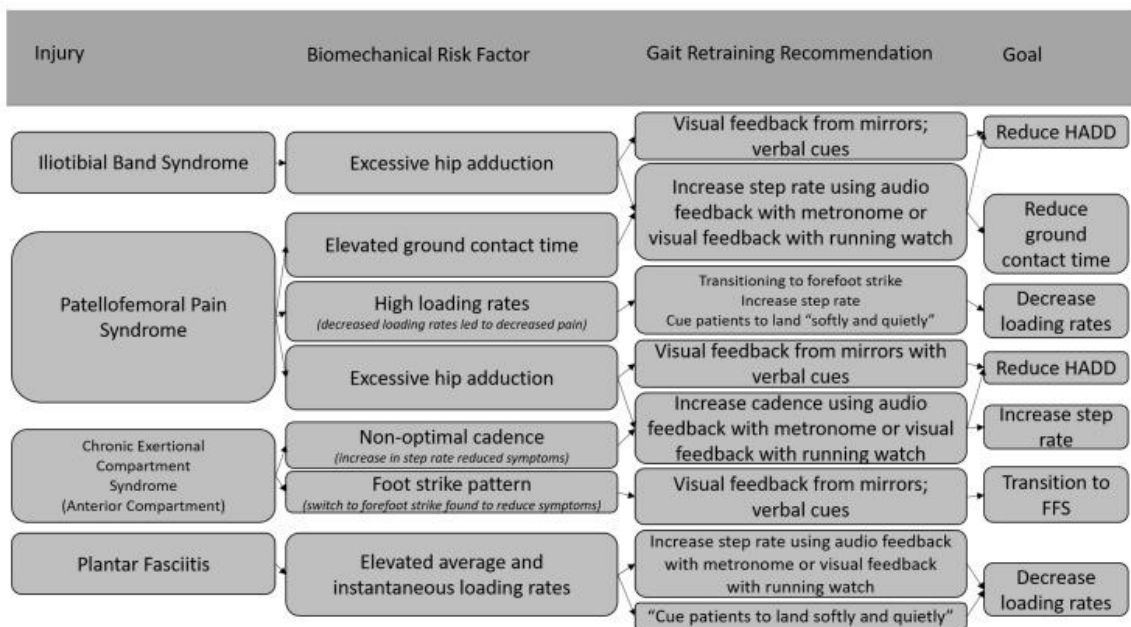 Injury
Biomechanical Risk Factor
Gait Retraining Recommendation
Goal
Iliotibial Band Syndrome
Excessive hip adduction
Visual feedback from mirrors;
verbal cues
Reduce HADD
Increase step rate using audio
feedback with metronome or
visual feedback with running watch
Reduce
ground
contact time
Patellofemoral Pain
Syndrome
Elevated ground contact time
High loading rates
(decreased loading rates led to decreased pain)
Transitioning to forefoot strike
Increase step rate
Cue patients to land “softly and quietly”
Decrease
loading rates
Excessive hip adduction
Visual feedback from mirrors with
verbal cues
Reduce HADD
Increase cadence using audio
feedback with metronome or visual
feedback with running watch
Increase step
rate
Chronic Exertional
Compartment
Syndrome
(Anterior Compartment)
Non-optimal cadence
(increase in step rate reduced symptoms)
Foot strike pattern
(switch to forefoot strike found to reduce symptoms)
Visual feedback from mirrors;
verbal cues
Transition to
FFS
Plantar Fasciitis
Elevated average and
instantaneous loading rates
Increase step rate using audio feedback
with metronome or visual feedback
with running watch
“Cue patients to land softly and quietly”
Decrease
loading rates